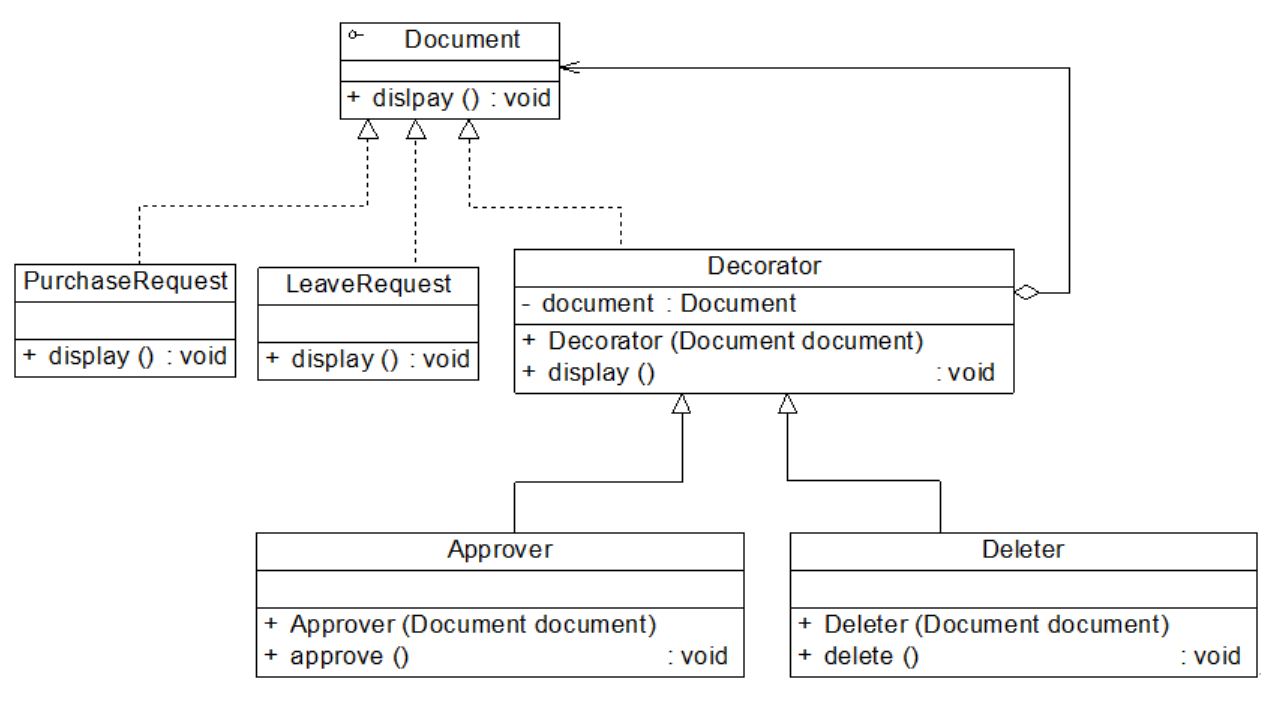 Document
+ dislpay () : void
PurchaseRequest
+ display () : void
LeaveRequest
+ display () : void
Decorator
- document : Document
+ Decorator (Document document)
+ display () : void
Approver
+ Approver (Document document)
+ approve () : void
Deleter
+ Deleter (Document document)
+ delete () : void